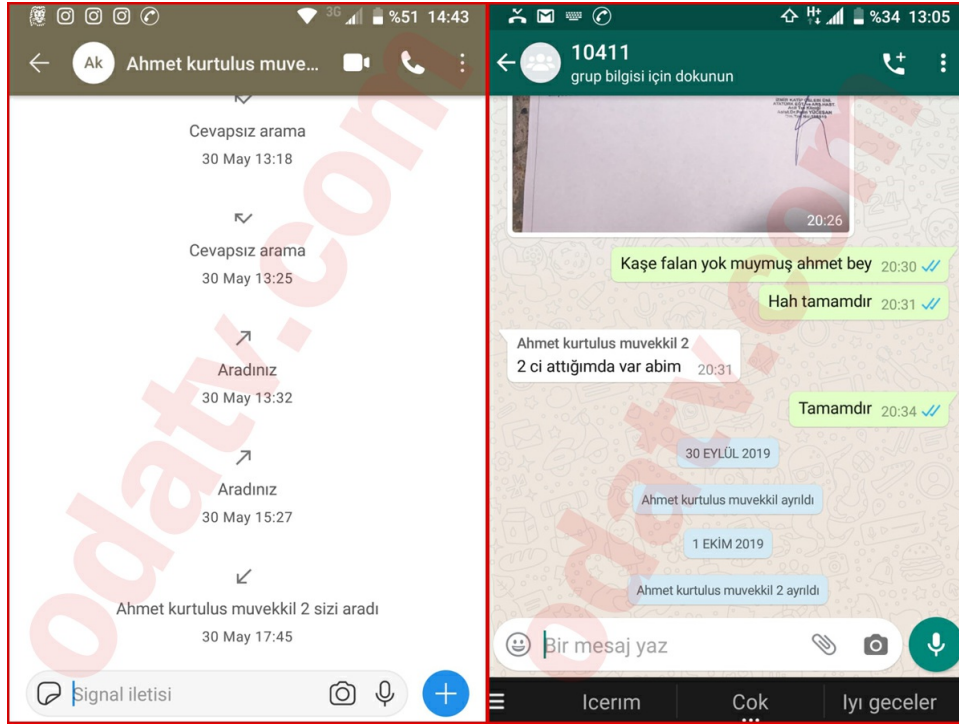 3G %51 14:43
Ak Ahmet kurtulus muve...
Cevapsız arama
30 May 13:18
Cevapsız arama
30 May 13:25
Aradınız
30 May 13:32
Aradınız
30 May 15:27
Ahmet kurtulus muvekkil 2 sizi aradı
30 May 17:45
Signal iletisi
H+ %34 13:05
10411
grup bilgisi için dokunun
20:26
Kaşe falan yok muymuş ahmet bey 20:30
Hah tamamdır 20:31
Ahmet kurtulus muvekkil 2
2 ci attığımda var abim 20:31
Tamamdır 20:34
30 EYLÜL 2019
Ahmet kurtulus muvekkil ayrıldı
1 EKİM 2019
Ahmet kurtulus muvekkil 2 ayrıldı
Bir mesaj yaz
Icerım Cok Iyı geceler
odatv.com
odatv.com